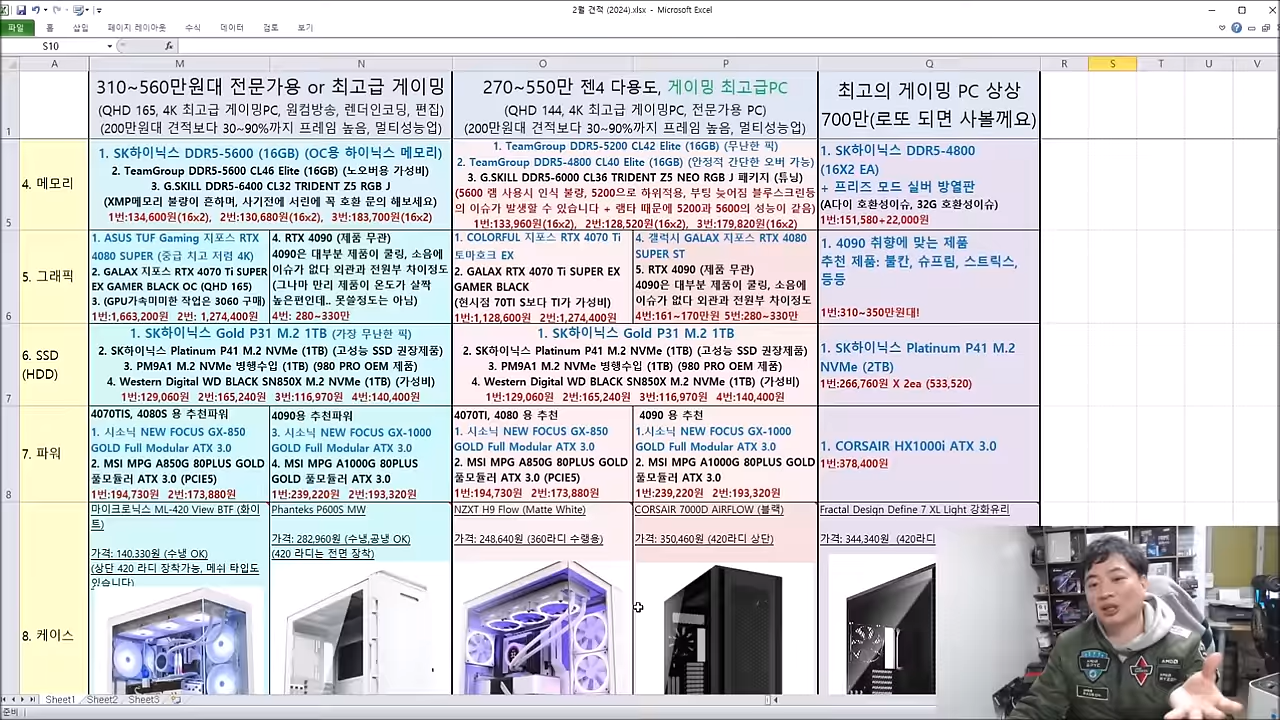 2월 견적 (2024).xlsx - Microsoft Excel
파일 홈 삽입 페이지 레이아웃 수식 데이터 검토 보기
S10 fx
A M N O P Q R S T U V
1
310~560만원대 전문가용 or 최고급 게이밍
(QHD 165, 4K 최고급 게이밍PC, 원컴방송, 렌더인코딩, 편집)
(200만원대 견적보다 30~90%까지 프레임 높음, 멀티성능업)
270~550만 젠4 다용도, 게이밍 최고급PC
(QHD 144, 4K 최고급 게이밍PC, 전문가용 PC)
(200만원대 견적보다 30~90%까지 프레임 높음, 멀티성능업)
최고의 게이밍 PC 상상
700만(로또 되면 사볼께요)
5
4. 메모리
1. SK하이닉스 DDR5-5600 (16GB) (OC용 하이닉스 메모리)
2. TeamGroup DDR5-5600 CL46 Elite (16GB) (노오버용 가성비)
3. G.SKILL DDR5-6400 CL32 TRIDENT Z5 RGB J
(XMP메모리 불량이 흔하며, 사기전에 서린에 꼭 호환 문의 해보세요)
1번:134,600원(16x2), 2번:130,680원(16x2), 3번:183,700원(16x2)
1. TeamGroup DDR5-5200 CL42 Elite (16GB) (무난한 픽)
2. TeamGroup DDR5-4800 CL40 Elite (16GB) (안정적 간단한 오버 가능)
3. G.SKILL DDR5-6000 CL36 TRIDENT Z5 NEO RGB J 패키지 (튜닝)
(5600 램 사용시 인식 불량, 5200으로 하위적용, 부팅 늦어짐 블루스크린등
의 이슈가 발생할 수 있습니다 + 램타 때문에 5200과 5600의 성능이 같음)
1번:133,960원(16x2), 2번:128,520원(16x2), 3번:179,820원(16x2)
1. SK하이닉스 DDR5-4800
(16X2 EA)
+ 프리즈 모드 실버 방열판
(A다이 호환성이슈, 32G 호환성이슈)
1번:151,580+22,000원
6
5. 그래픽
1. ASUS TUF Gaming 지포스 RTX
4080 SUPER (중급 치고 저렴 4K)
2. GALAX 지포스 RTX 4070 Ti SUPER
EX GAMER BLACK OC (QHD 165)
3. (GPU가속미미한 작업은 3060 구매)
1번:1,663,200원 2번: 1,274,400원
4. RTX 4090 (제품 무관)
4090은 대부분 제품이 쿨링, 소음에
이슈가 없다 외관과 전원부 차이정도
(그나마 만리 제품이 온도가 살짝
높은편인데.. 못쓸정도는 아님)
4번: 280~330만
1. COLORFUL 지포스 RTX 4070 Ti
토마호크 EX
2. GALAX RTX 4070 Ti SUPER EX
GAMER BLACK
(현시점 70TI S보다 TI가 가성비)
1번:1,128,600원, 2번:1,274,400원
4. 갤럭시 GALAX 지포스 RTX 4080
SUPER ST
5. RTX 4090 (제품 무관)
4090은 대부분 제품이 쿨링, 소음에
이슈가 없다 외관과 전원부 차이정도
4번:161~170만원 5번:280~330만
1. 4090 취향에 맞는 제품
추천 제품: 불칸, 슈프림, 스트릭스,
등등
1번:310~350만원대!
7
6. SSD
(HDD)
1. SK하이닉스 Gold P31 M.2 1TB (가장 무난한 픽)
2. SK하이닉스 Platinum P41 M.2 NVMe (1TB) (고성능 SSD 권장제품)
3. PM9A1 M.2 NVMe 병행수입 (1TB) (980 PRO OEM 제품)
4. Western Digital WD BLACK SN850X M.2 NVMe (1TB) (가성비)
1번:129,060원 2번:165,240원 3번:116,970원 4번:140,400원
1. SK하이닉스 Gold P31 M.2 1TB
2. SK하이닉스 Platinum P41 M.2 NVMe (1TB) (고성능 SSD 권장제품)
3. PM9A1 M.2 NVMe 병행수입 (1TB) (980 PRO OEM 제품)
4. Western Digital WD BLACK SN850X M.2 NVMe (1TB) (가성비)
1번:129,060원 2번:165,240원 3번:116,970원 4번:140,400원
1. SK하이닉스 Platinum P41 M.2
NVMe (2TB)
1번:266,760원 X 2ea (533,520)
8
7. 파워
4070TIS, 4080S 용 추천파워
1. 시소닉 NEW FOCUS GX-850
GOLD Full Modular ATX 3.0
2. MSI MPG A850G 80PLUS GOLD
풀모듈러 ATX 3.0 (PCIE5)
1번:194,730원 2번:173,880원
4090용 추천파워
3. 시소닉 NEW FOCUS GX-1000
GOLD Full Modular ATX 3.0
4. MSI MPG A1000G 80PLUS
GOLD 풀모듈러 ATX 3.0
1번:239,220원 2번:193,320원
4070TI, 4080 용 추천
1. 시소닉 NEW FOCUS GX-850
GOLD Full Modular ATX 3.0
2. MSI MPG A850G 80PLUS GOLD
풀모듈러 ATX 3.0 (PCIE5)
1번:194,730원 2번:173,880원
4090 용 추천
1.시소닉 NEW FOCUS GX-1000
GOLD Full Modular ATX 3.0
2. MSI MPG A1000G 80PLUS GOLD
풀모듈러 ATX 3.0
1번:239,220원 2번:193,320원
1. CORSAIR HX1000i ATX 3.0
1번:378,400원
8. 케이스
마이크로닉스 ML-420 View BTF (화이
트)
가격: 140,330원 (수냉 OK)
(상단 420 라디 장착가능, 메쉬 타입도
있습니다)
Phanteks P600S MW
가격: 282,960원 (수냉,공냉 OK)
(420 라디는 전면 장착)
NZXT H9 Flow (Matte White)
가격: 248,640원 (360라디 수랭용)
CORSAIR 7000D AIRFLOW (블랙)
가격: 350,460원 (420라디 상단)
Fractal Design Define 7 XL Light 강화유리
가격: 344,340원 (420라디
Sheet1 Sheet2 Sheet3
준비